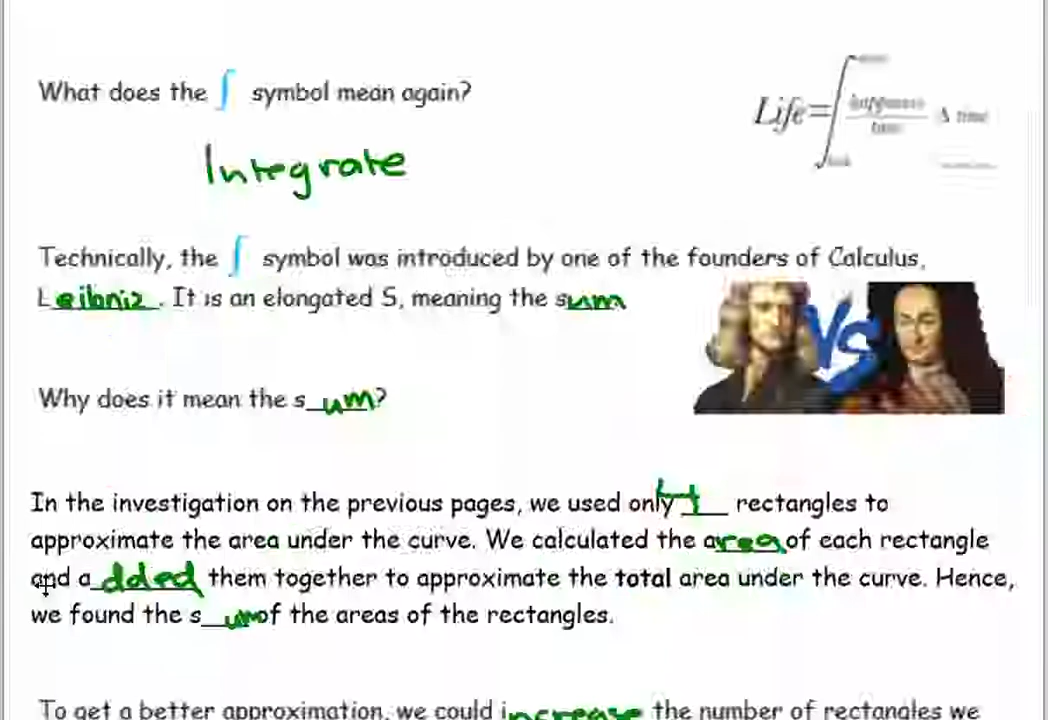 What does the ∫ symbol mean again?
Life=∫ happiness/time Δ time
Integrate
Technically, the ∫ symbol was introduced by one of the founders of Calculus,
Leibniz. It is an elongated S, meaning the sum
VS
Why does it mean the sum?
In the investigation on the previous pages, we used only 4 rectangles to
approximate the area under the curve. We calculated the area of each rectangle
and added them together to approximate the total area under the curve. Hence,
we found the sum of the areas of the rectangles.
To get a better approximation, we could increase the number of rectangles we